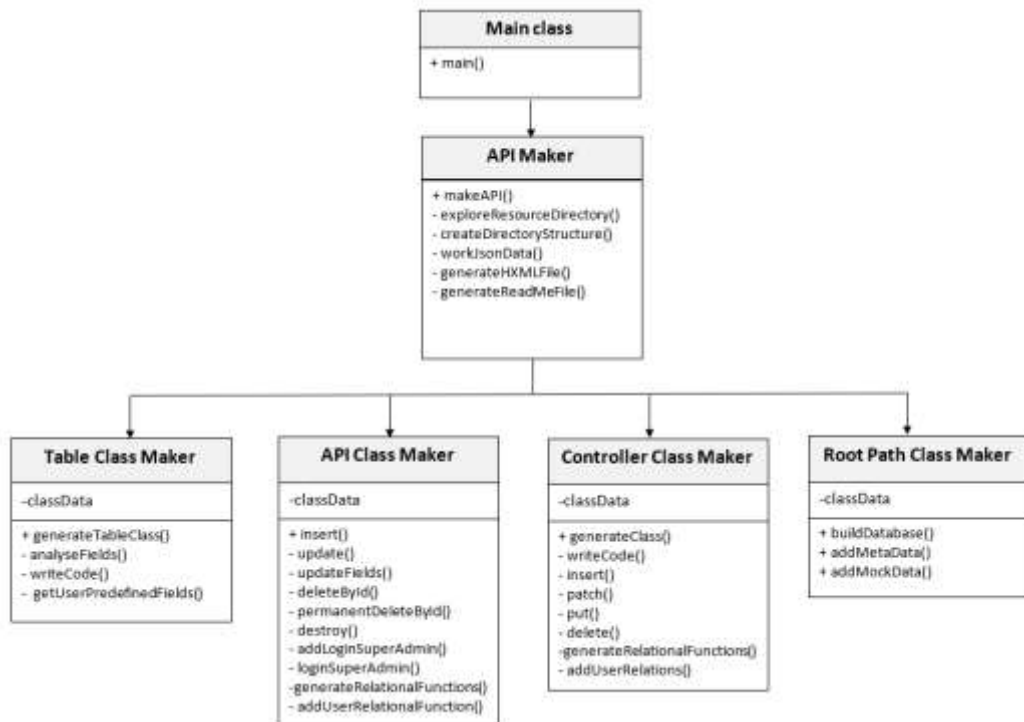 Main class
+ main()
API Maker
+ makeAPI()
- exploreResourceDirectory()
- createDirectoryStructure()
- workJsonData()
- generateHXMLFile()
- generateReadMeFile()
Table Class Maker
-classData
+ generateTableClass()
- analyseFields()
- writeCode()
- getUserPredefinedFields()
API Class Maker
-classData
+ insert()
- update()
- updateFields()
- deleteById()
- permanentDeleteById()
- destroy()
- addLoginSuperAdmin()
- loginSuperAdmin()
-generateRelationalFunctions()
- addUserRelationalFunction()
Controller Class Maker
-classData
+ generateClass()
- writeCode()
- insert()
- patch()
- put()
- delete()
-generateRelationalFunctions()
- addUserRelations()
Root Path Class Maker
-classData
+ buildDatabase()
+ addMetaData()
+ addMockData()